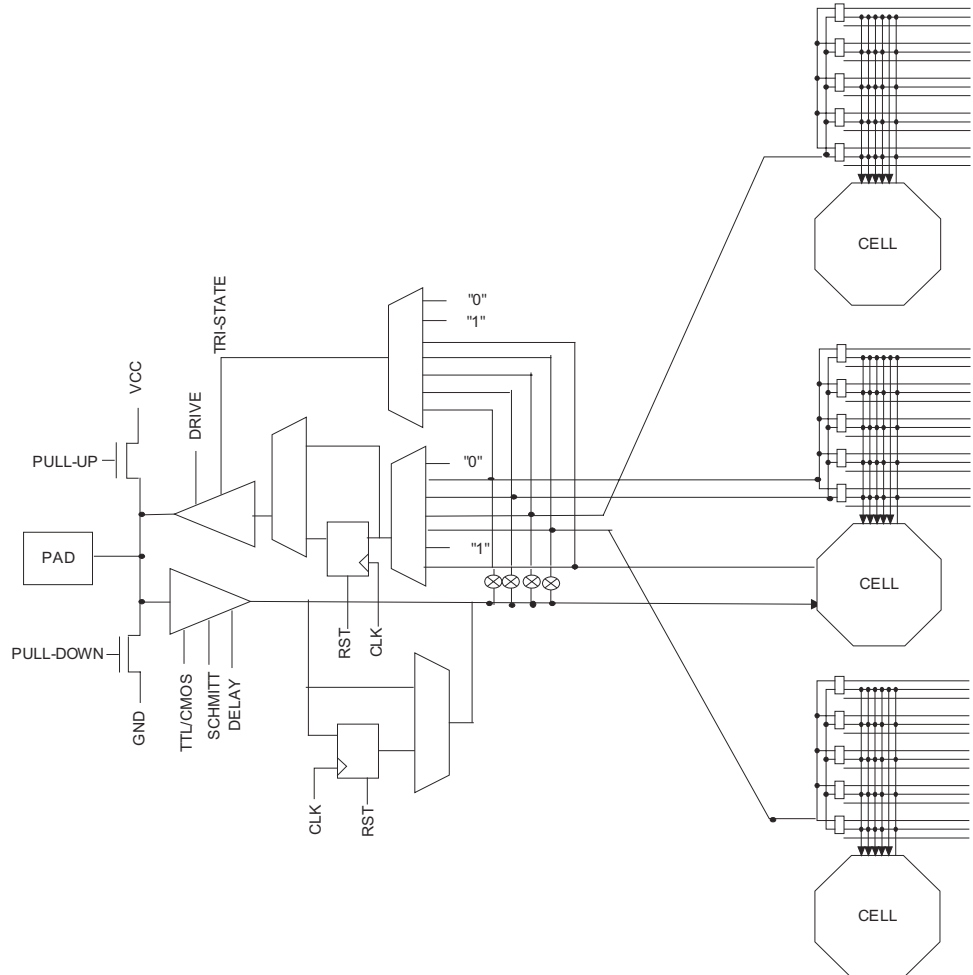 CELL
"0"
"1"
TRI-STATE
VCC
DRIVE
PULL-UP
"0"
PAD
"1"
CELL
RST
CLK
PULL-DOWN
GND
TTL/CMOS
SCHMITT
DELAY
CLK
RST
CELL